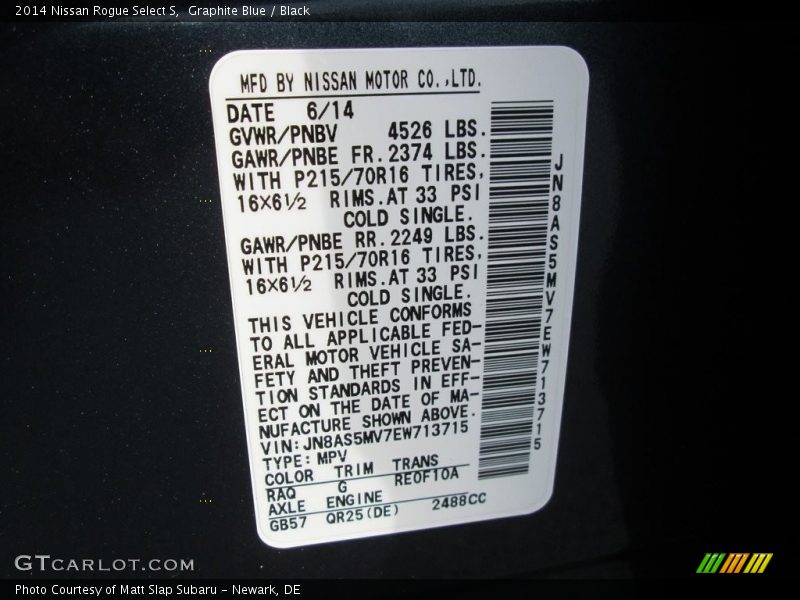 2014 Nissan Rogue Select S,  Graphite Blue / Black
MFD BY NISSAN MOTOR CO.,LTD.
DATE 6/14
GVWR/PNBV 4526 LBS.
GAWR/PNBE FR. 2374 LBS.
WITH P215/70R16 TIRES,
16×6½ RIMS. AT 33 PSI
COLD SINGLE.
GAWR/PNBE RR. 2249 LBS.
WITH P215/70R16 TIRES,
16×6½ RIMS. AT 33 PSI
COLD SINGLE.
THIS VEHICLE CONFORMS
TO ALL APPLICABLE FED-
ERAL MOTOR VEHICLE SA-
FETY AND THEFT PREVEN-
TION STANDARDS IN EFF-
ECT ON THE DATE OF MA-
NUFACTURE SHOWN ABOVE.
VIN: JN8AS5MV7EW713715
TYPE: MPV
COLOR TRIM TRANS
RAQ G RE0F10A
AXLE ENGINE
GB57 QR25(DE) 2488CC
JN8AS5MV7EW713715
GTCARLOT.COM
Photo Courtesy of Matt Slap Subaru - Newark, DE